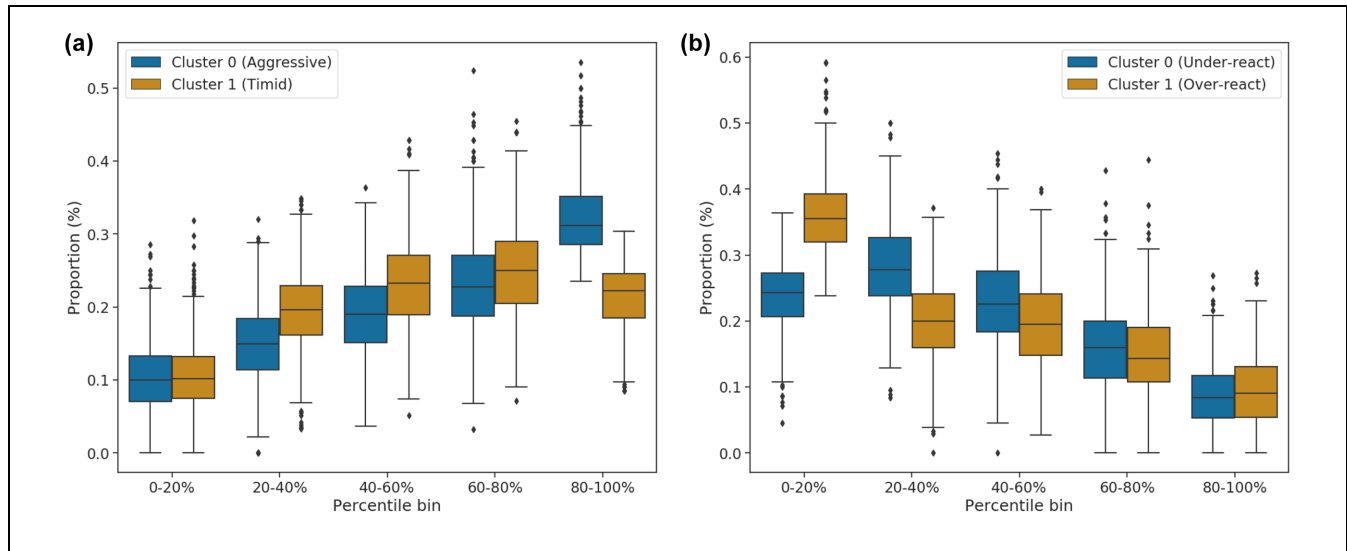 (a)
Cluster 0 (Aggressive)
Cluster 1 (Timid)
0.5
0.4
0.3
0.2
0.1
0.0
Proportion (%)
0-20% 20-40% 40-60% 60-80% 80-100%
Percentile bin
(b)
Cluster 0 (Under-react)
Cluster 1 (Over-react)
0.6
0.5
0.4
0.3
0.2
0.1
0.0
Proportion (%)
0-20% 20-40% 40-60% 60-80% 80-100%
Percentile bin